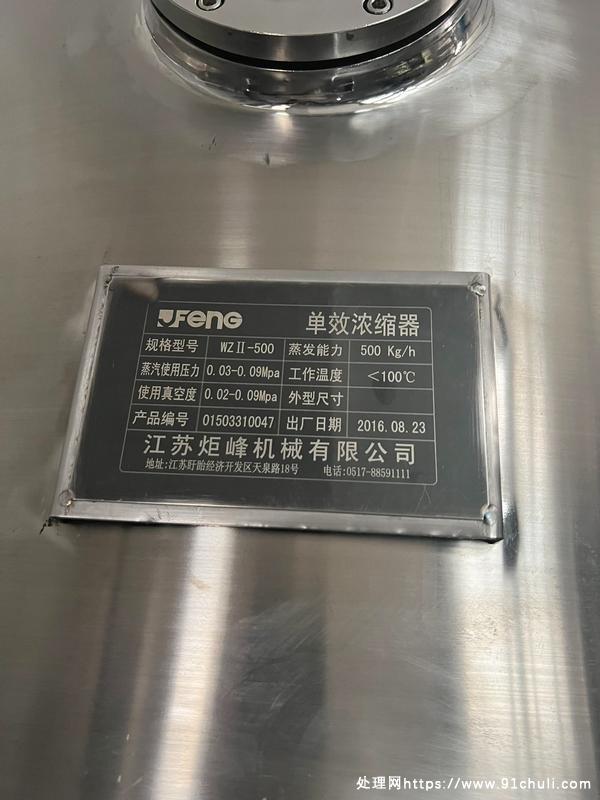 JFENG 单效浓缩器
规格型号 WZⅡ-500 蒸发能力 500 Kg/h
蒸汽使用压力 0.03-0.09Mpa 工作温度 <100℃
使用真空度 0.02-0.09Mpa 外型尺寸
产品编号 01503310047 出厂日期 2016.08.23
江苏炬峰机械有限公司
地址:江苏盱眙经济开发区天泉路18号 电话:0517-88591111
处理网https://www.91chuli.com